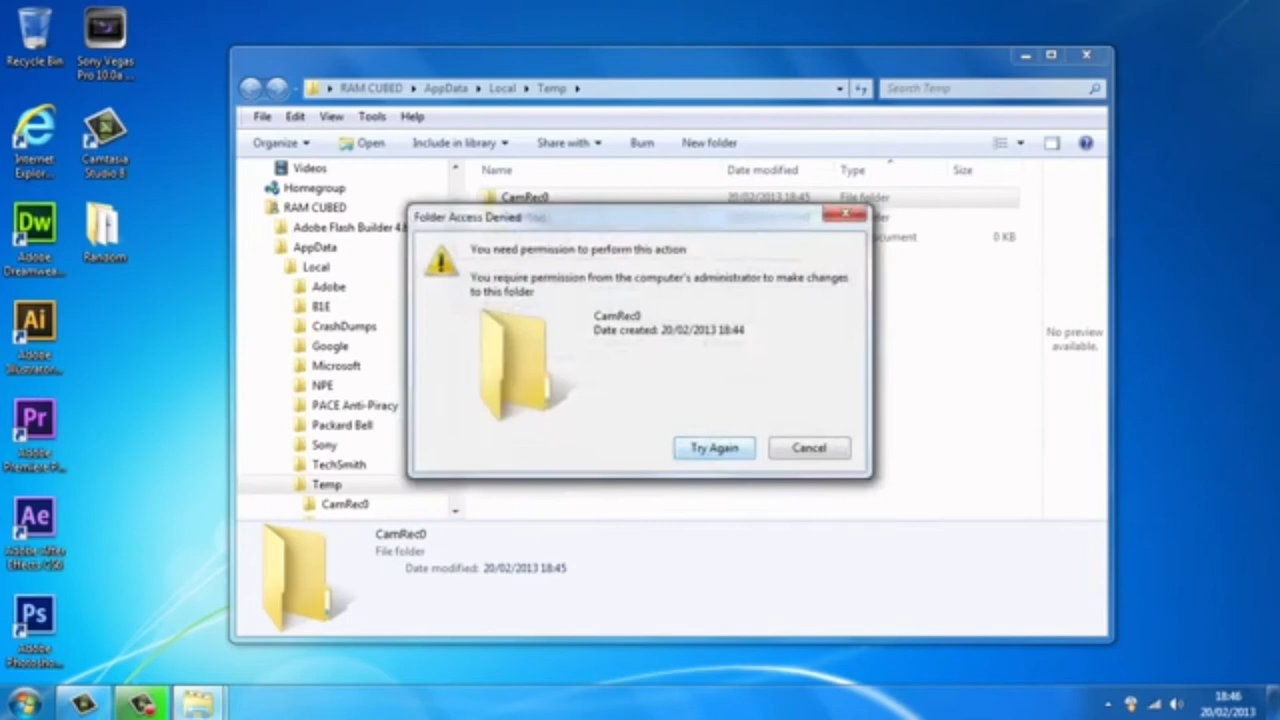 Recycle Bin
Sony Vegas
Pro 10.0a ...
Internet
Explor...
Camtasia
Studio 8
Dw
Adobe
Dreamwea...
Random
Ai
Adobe
Illustrator...
Pr
Adobe
Premiere P...
Ae
Adobe After
Effects CS6
Ps
Adobe
Photosho...
RAM CUBED AppData Local Temp
Search Temp
File Edit View Tools Help
Organize Open Include in library Share with Burn New folder
Name Date modified Type Size
Videos
Homegroup
RAM CUBED
Adobe Flash Builder 4.6
AppData
Local
Adobe
B1E
CrashDumps
Google
Microsoft
NPE
PACE Anti-Piracy
Packard Bell
Sony
TechSmith
Temp
CamRec0
CamRec0 20/02/2013 18:45 File folder
0 KB
Folder Access Denied
You need permission to perform this action
You require permission from the computer's administrator to make changes
to this folder
CamRec0
Date created: 20/02/2013 18:44
Try Again Cancel
No preview
available.
CamRec0
File folder
Date modified: 20/02/2013 18:45
18:46
20/02/2013